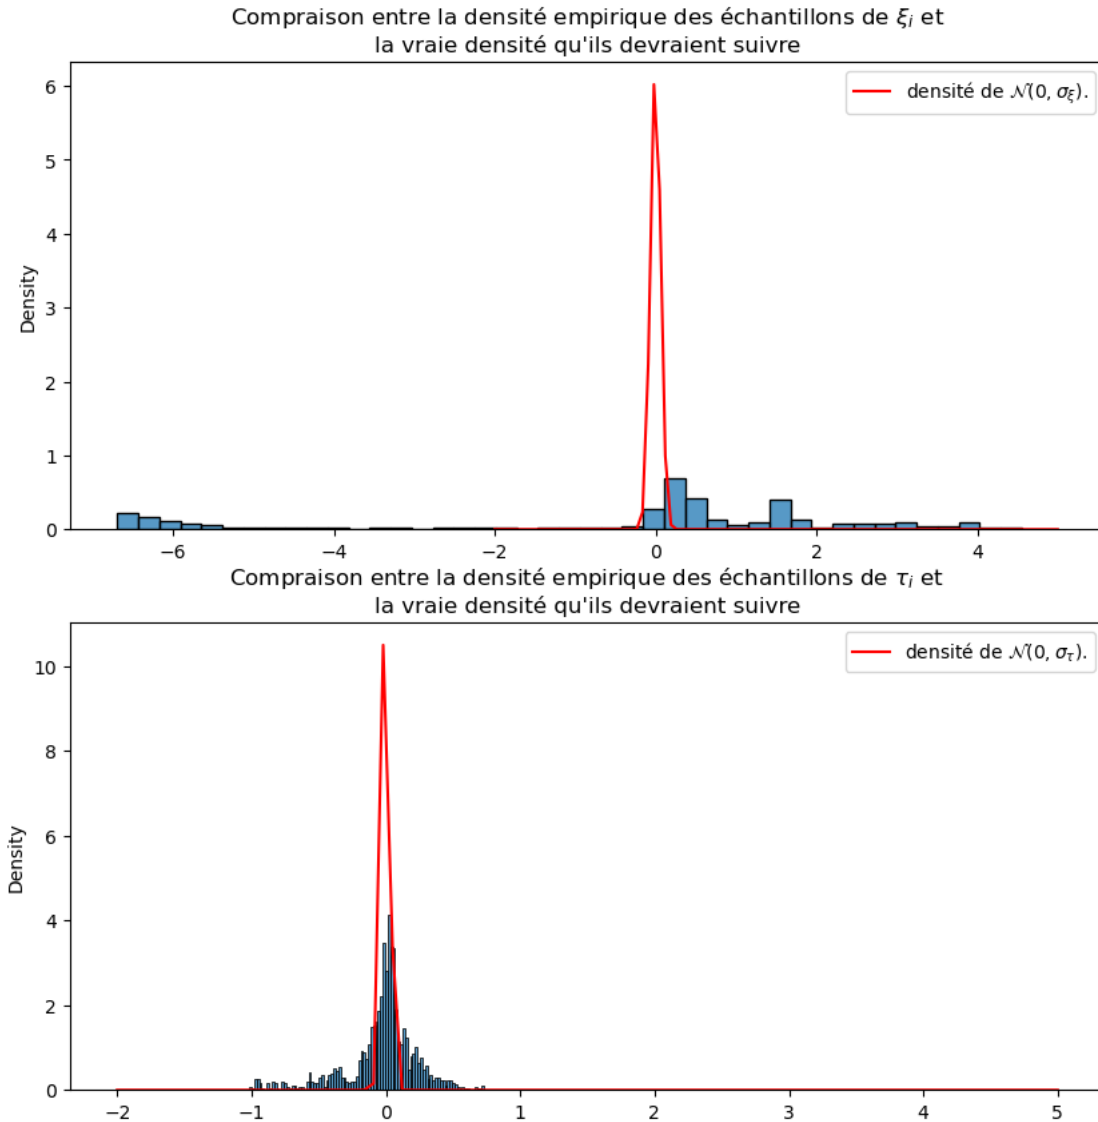 Compraison entre la densité empirique des échantillons de ξᵢ et
la vraie densité qu'ils devraient suivre
densité de 𝒩(0, σ_ξ).
Density
6
5
4
3
2
1
0
−6 −4 −2 0 2 4
Compraison entre la densité empirique des échantillons de τᵢ et
la vraie densité qu'ils devraient suivre
densité de 𝒩(0, σ_τ).
Density
10
8
6
4
2
0
−2 −1 0 1 2 3 4 5